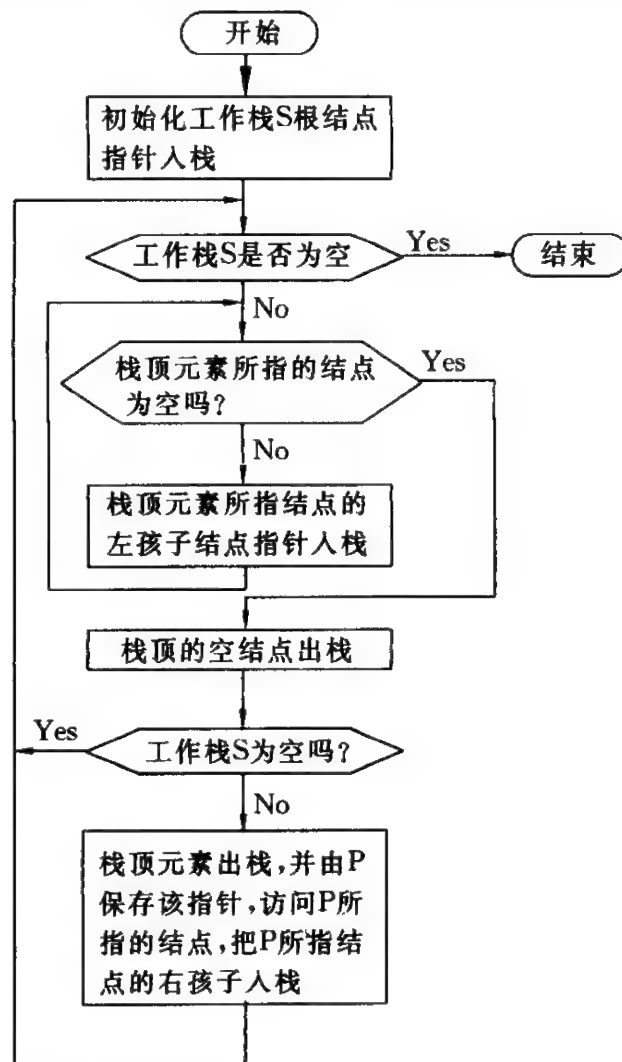 开始
初始化工作栈S根结点
指针入栈
工作栈S是否为空
Yes
结束
No
栈顶元素所指的结点
为空吗?
Yes
No
栈顶元素所指结点的
左孩子结点指针入栈
栈顶的空结点出栈
Yes
工作栈S为空吗?
No
栈顶元素出栈,并由P
保存该指针,访问P所
指的结点,把P所指结
点的右孩子入栈